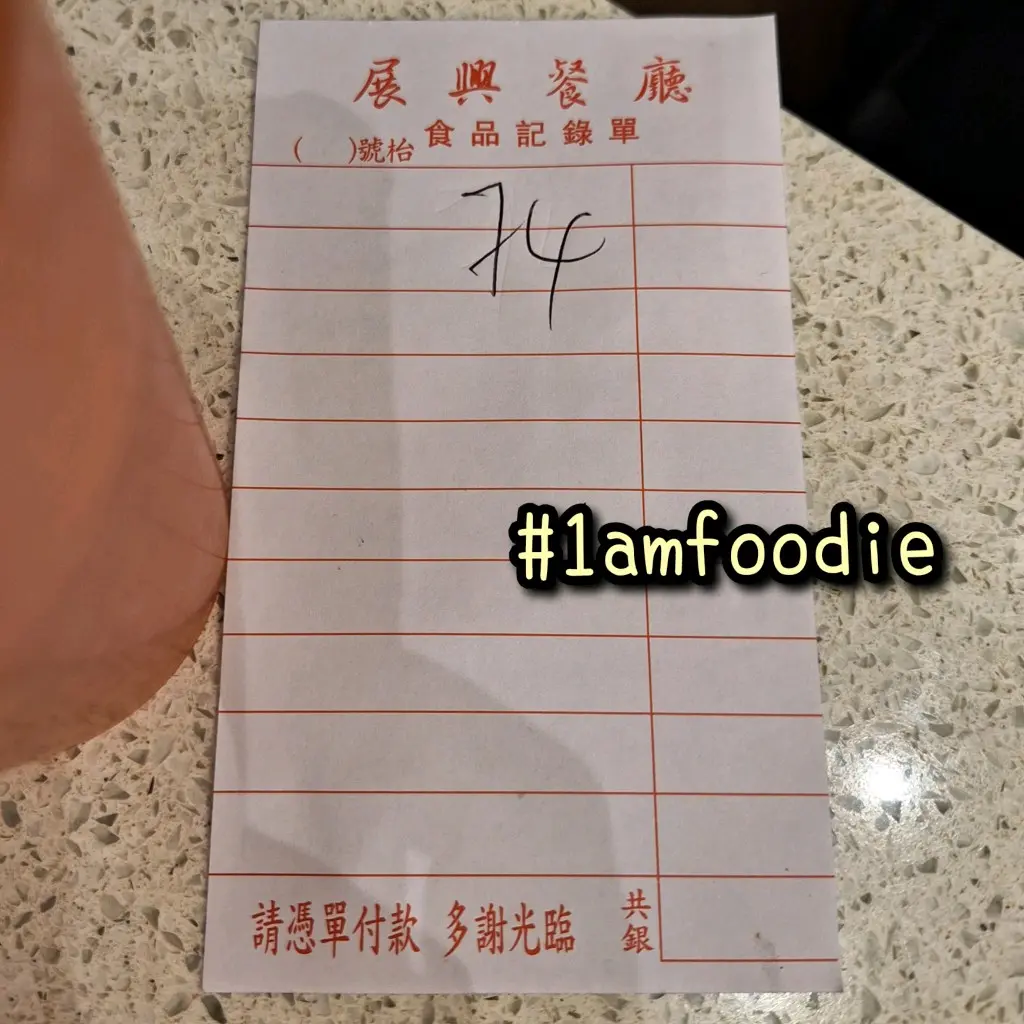 展興餐廳
食品記錄單
(    )號枱
74
#1amfoodie
請憑單付款 多謝光臨
共銀